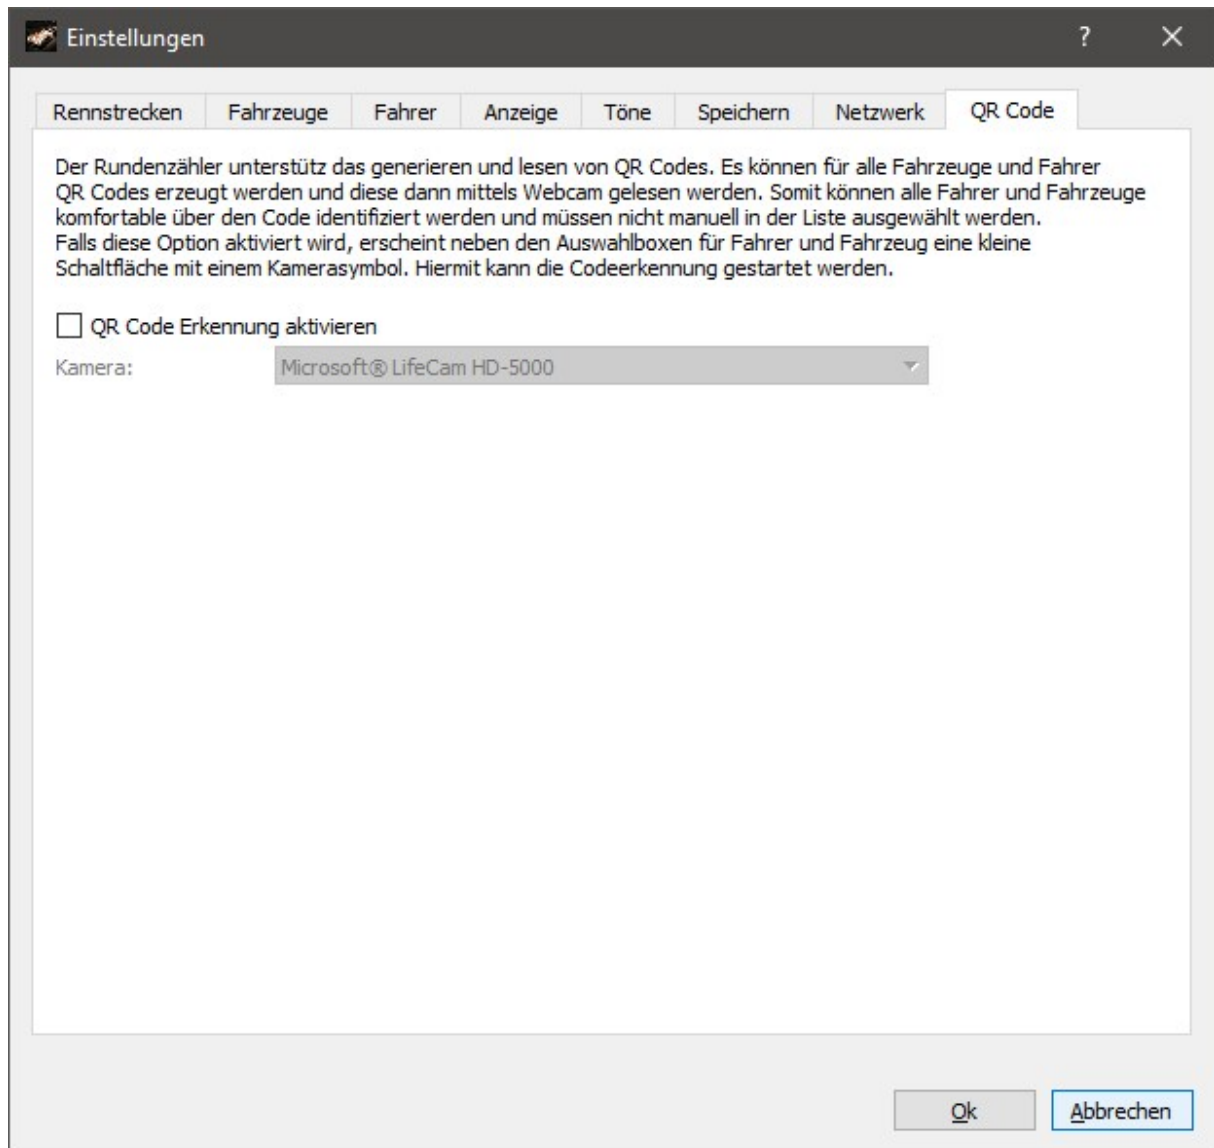 Einstellungen ?
Rennstrecken Fahrzeuge Fahrer Anzeige Töne Speichern Netzwerk QR Code
Der Rundenzähler unterstütz das generieren und lesen von QR Codes. Es können für alle Fahrzeuge und Fahrer
QR Codes erzeugt werden und diese dann mittels Webcam gelesen werden. Somit können alle Fahrer und Fahrzeuge
komfortable über den Code identifiziert werden und müssen nicht manuell in der Liste ausgewählt werden.
Falls diese Option aktiviert wird, erscheint neben den Auswahlboxen für Fahrer und Fahrzeug eine kleine
Schaltfläche mit einem Kamerasymbol. Hiermit kann die Codeerkennung gestartet werden.
QR Code Erkennung aktivieren
Kamera: Microsoft® LifeCam HD-5000
Ok Abbrechen